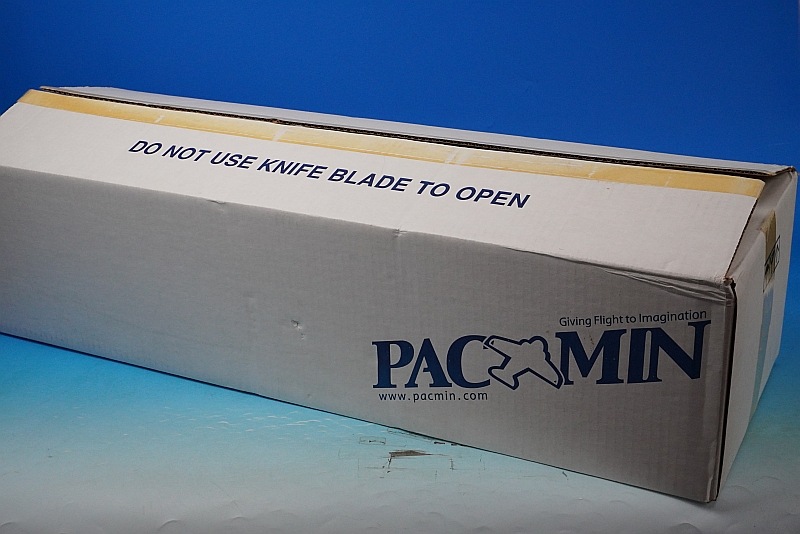 DO NOT USE KNIFE BLADE TO OPEN
Giving Flight to Imagination
PACMIN
www.pacmin.com